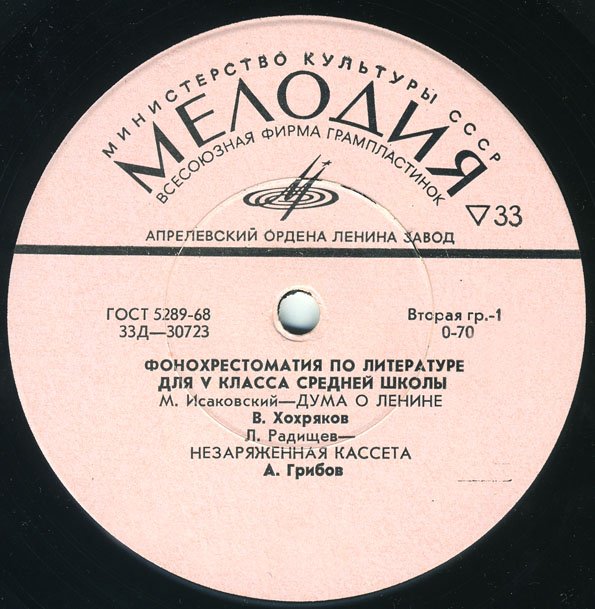 МИНИСТЕРСТВО КУЛЬТУРЫ СССР
МЕЛОДИЯ
ВСЕСОЮЗНАЯ ФИРМА ГРАМПЛАСТИНОК
▽33
АПРЕЛЕВСКИЙ ОРДЕНА ЛЕНИНА ЗАВОД
ГОСТ 5289-68
33Д—30723
Вторая гр.-1
0-70
ФОНОХРЕСТОМАТИЯ ПО ЛИТЕРАТУРЕ
ДЛЯ V КЛАССА СРЕДНЕЙ ШКОЛЫ
М. Исаковский—ДУМА О ЛЕНИНЕ
В. Хохряков
Л. Радищев—
НЕЗАРЯЖЕННАЯ КАССЕТА
А. Грибов